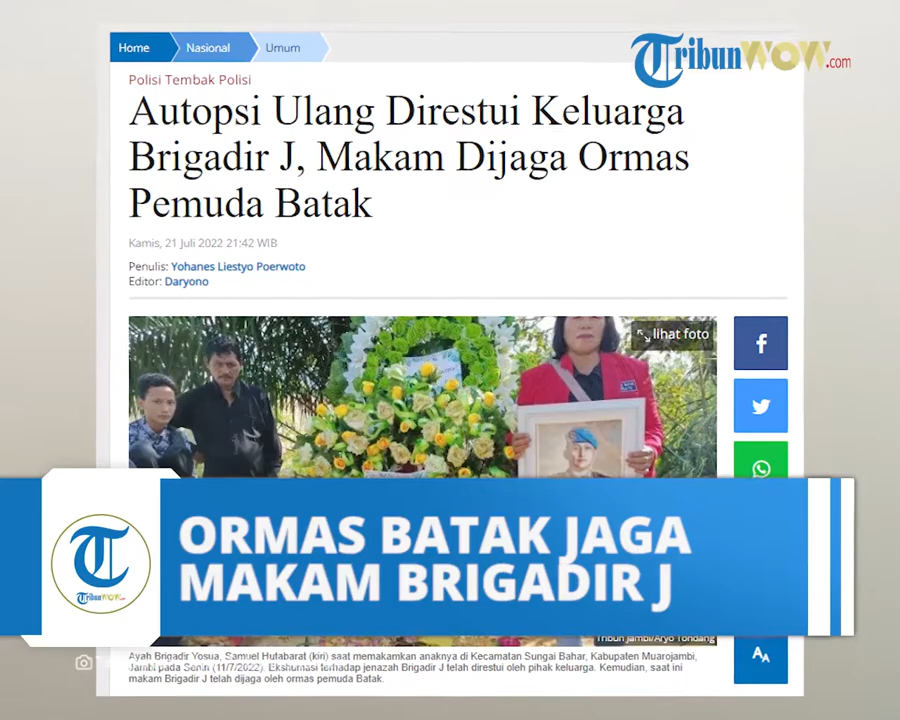 Home
Nasional
Umum
TribunWOW.com
Polisi Tembak Polisi
Autopsi Ulang Direstui Keluarga
Brigadir J, Makam Dijaga Ormas
Pemuda Batak
Kamis, 21 Juli 2022 21:42 WIB
Penulis: Yohanes Liestyo Poerwoto
Editor: Daryono
lihat foto
ORMAS BATAK JAGA
MAKAM BRIGADIR J
TribunWOW.com
Tribun Jambi/Aryo Tondang
Ayah Brigadir Yosua, Samuel Hutabarat (kiri) saat memakamkan anaknya di Kecamatan Sungai Bahar, Kabupaten Muarojambi,
Jambi pada Senin (11/7/2022). Ekshumasi terhadap jenazah Brigadir J telah direstui oleh pihak keluarga. Kemudian, saat ini
makam Brigadir J telah dijaga oleh ormas pemuda Batak.
AA